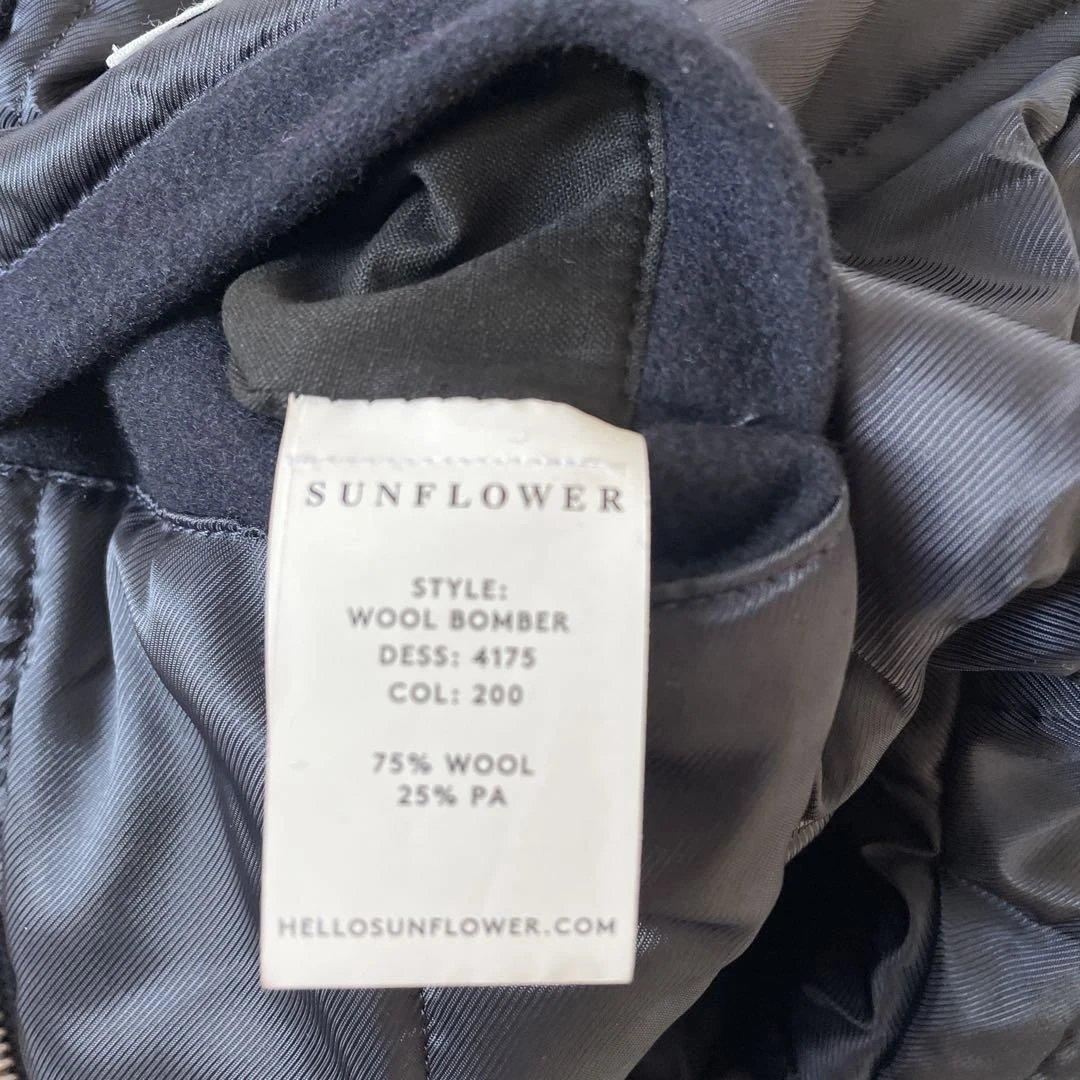 SUNFLOWER
STYLE:
WOOL BOMBER
DESS: 4175
COL: 200
75% WOOL
25% PA
HELLOSUNFLOWER.COM